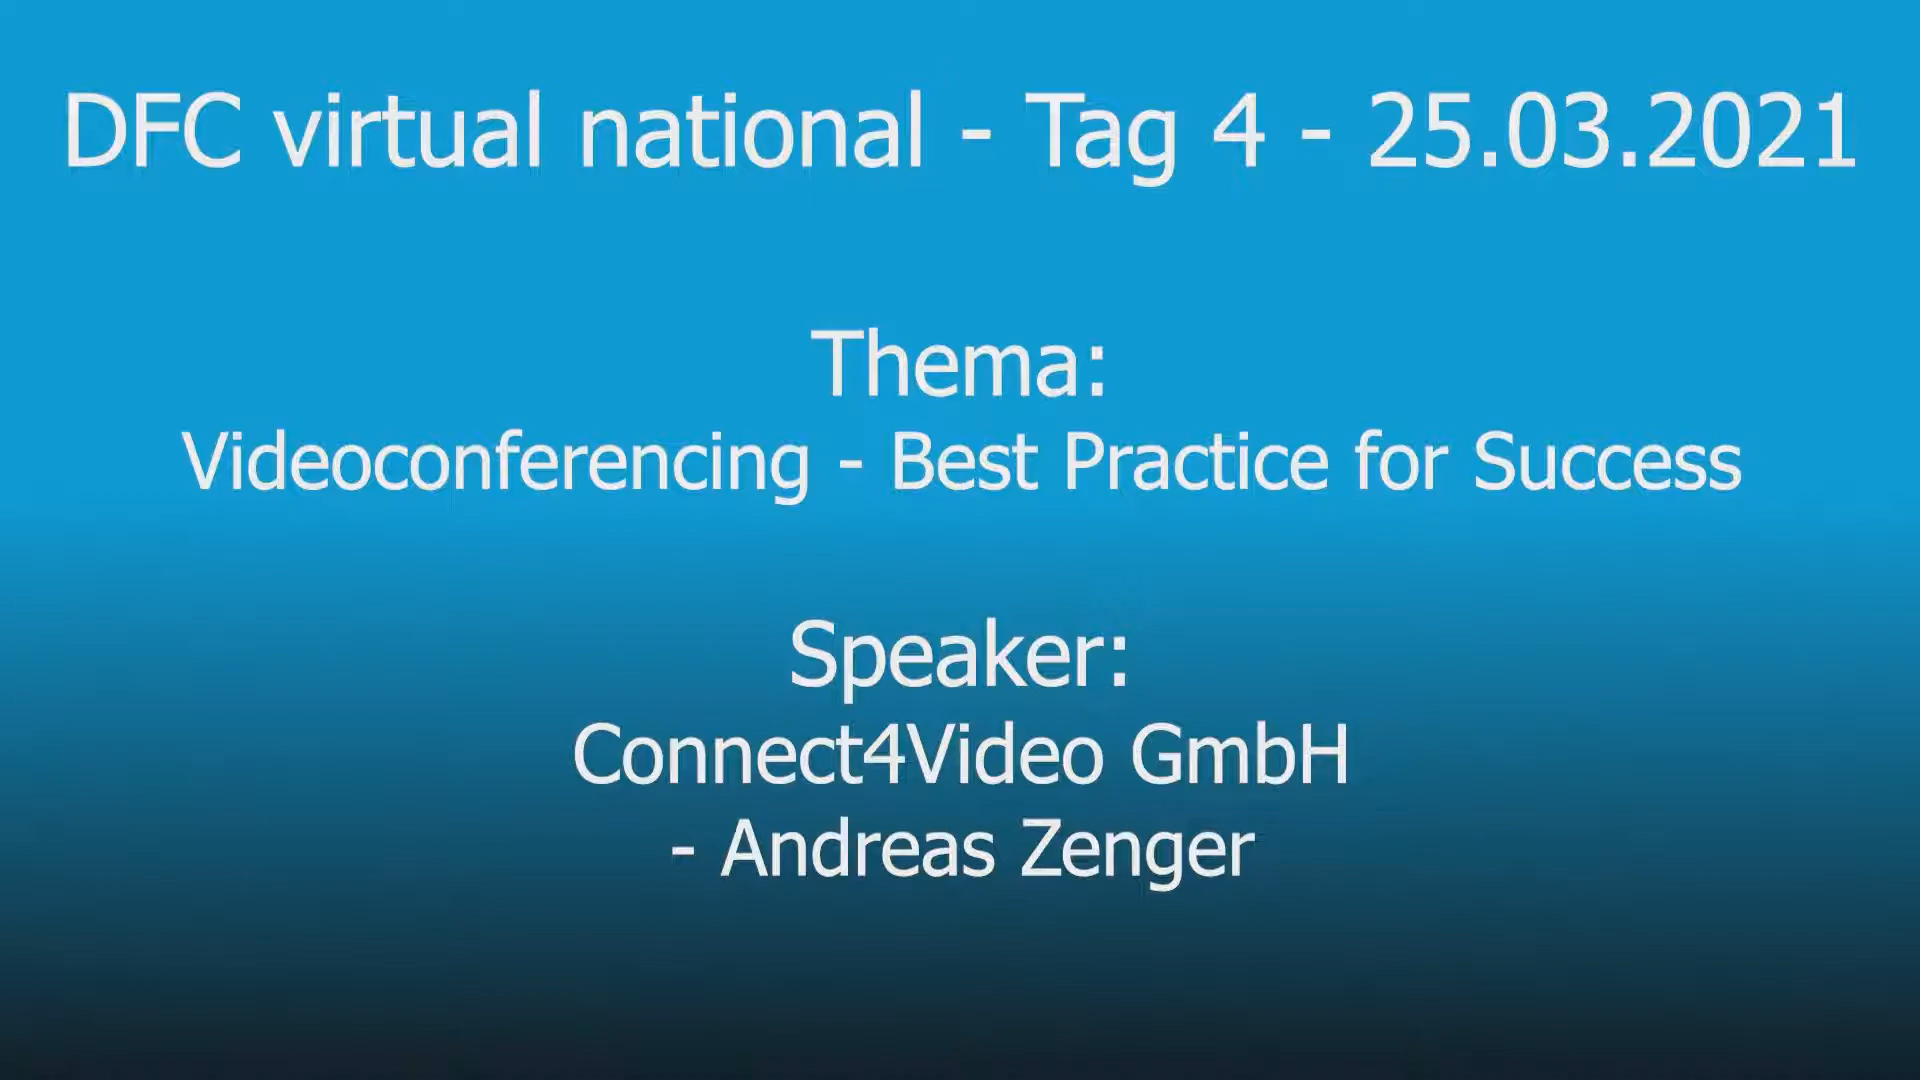 DFC virtual national - Tag 4 - 25.03.2021
Thema:
Videoconferencing - Best Practice for Success
Speaker:
Connect4Video GmbH
- Andreas Zenger